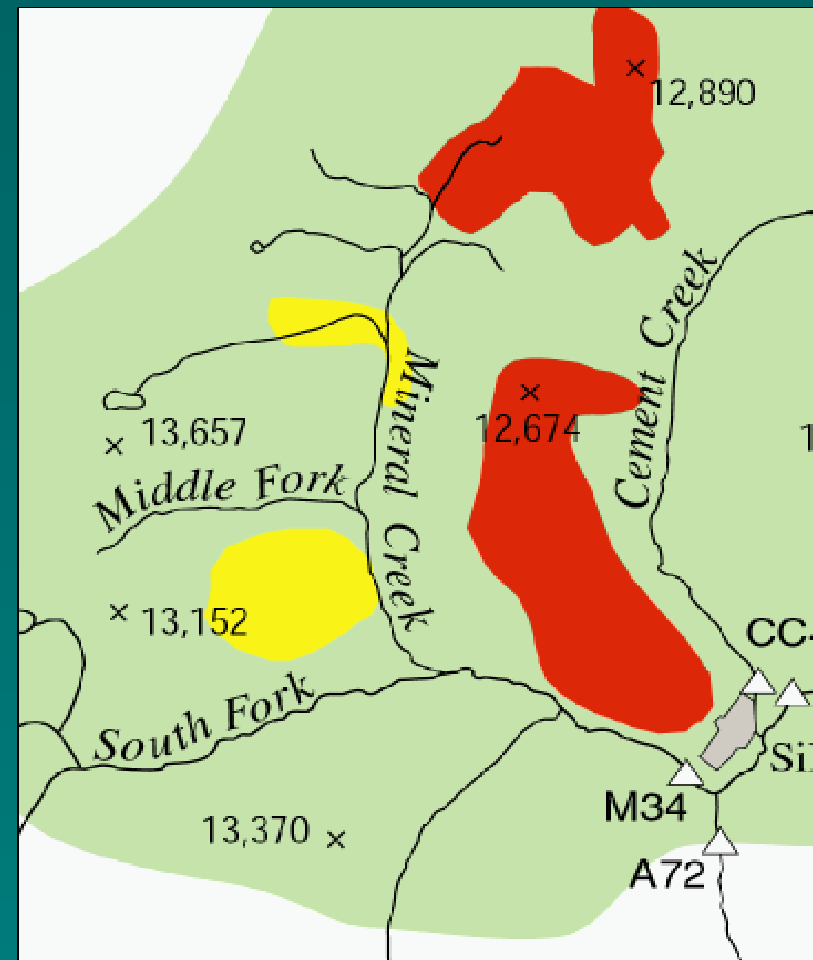 12,890
Cement Creek
Mineral Creek
12,674
13,657
Middle Fork
13,152
CC-
South Fork
Sil
M34
13,370
A72